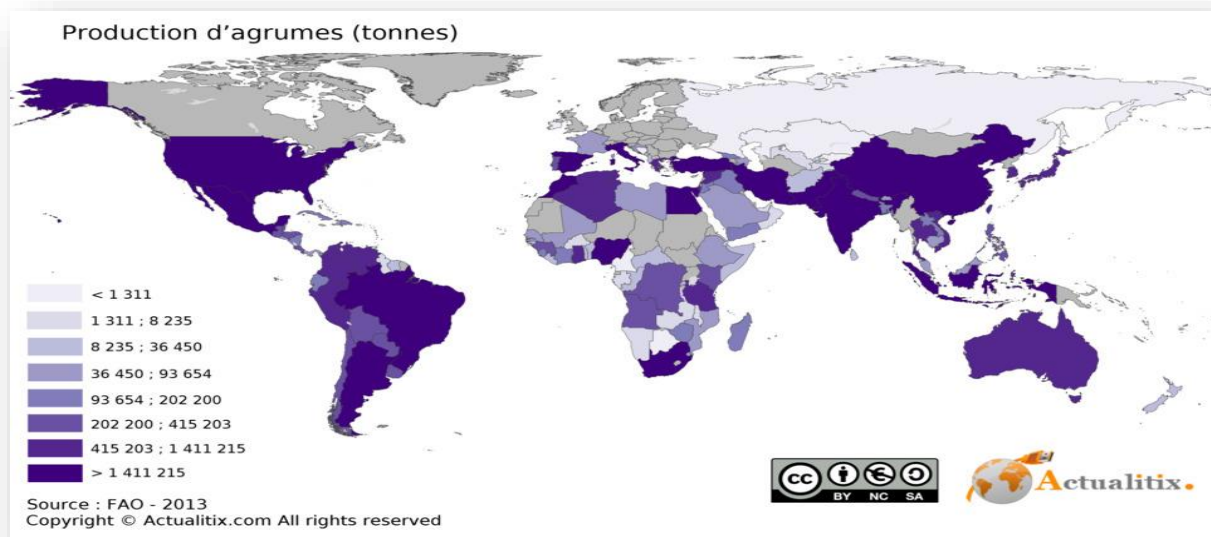 Production d'agrumes (tonnes)
< 1 311
1 311 ; 8 235
8 235 ; 36 450
36 450 ; 93 654
93 654 ; 202 200
202 200 ; 415 203
415 203 ; 1 411 215
> 1 411 215
Source : FAO - 2013
Copyright © Actualitix.com All rights reserved
cc
BY NC SA
Actualitix.